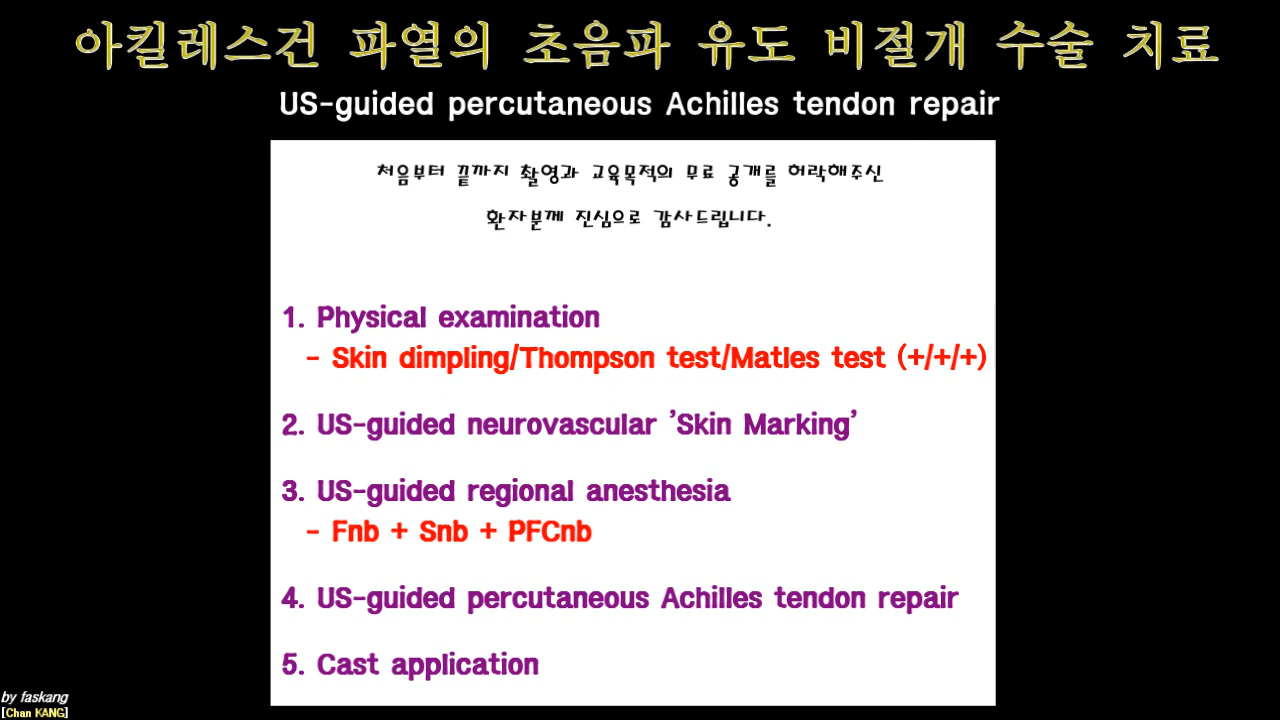 아킬레스건 파열의 초음파 유도 비절개 수술 치료
US-guided percutaneous Achilles tendon repair
처음부터 끝까지 촬영과 교육목적의 무료 공개를 허락해주신
환자분께 진심으로 감사드립니다.
1. Physical examination
- Skin dimpling/Thompson test/Matles test (+/+/+)
2. US-guided neurovascular 'Skin Marking'
3. US-guided regional anesthesia
- Fnb + Snb + PFCnb
4. US-guided percutaneous Achilles tendon repair
5. Cast application
by faskang
[Chan KANG]